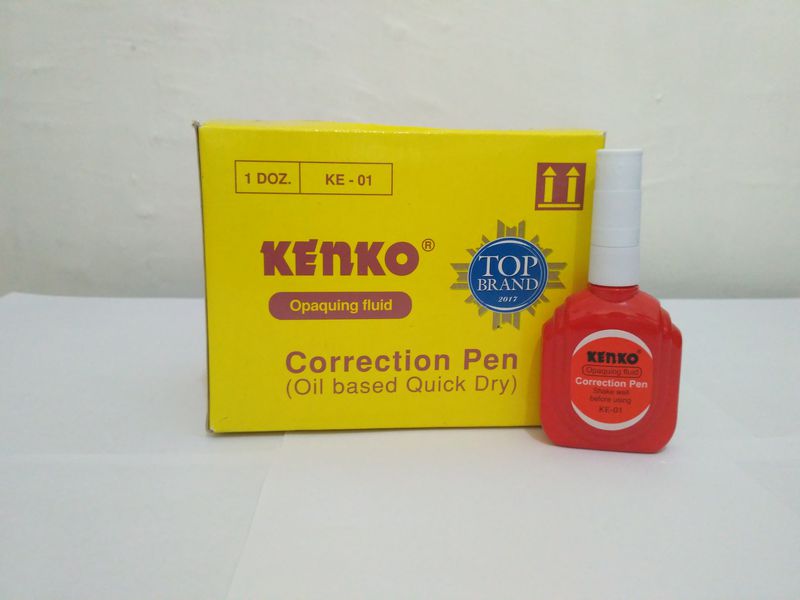 1 DOZ. KE - 01
KENKO®
Opaquing fluid
TOP
BRAND
2017
Correction Pen
(Oil based Quick Dry)
KENKO
Opaquing fluid
Correction Pen
Shake well
before using
KE-01